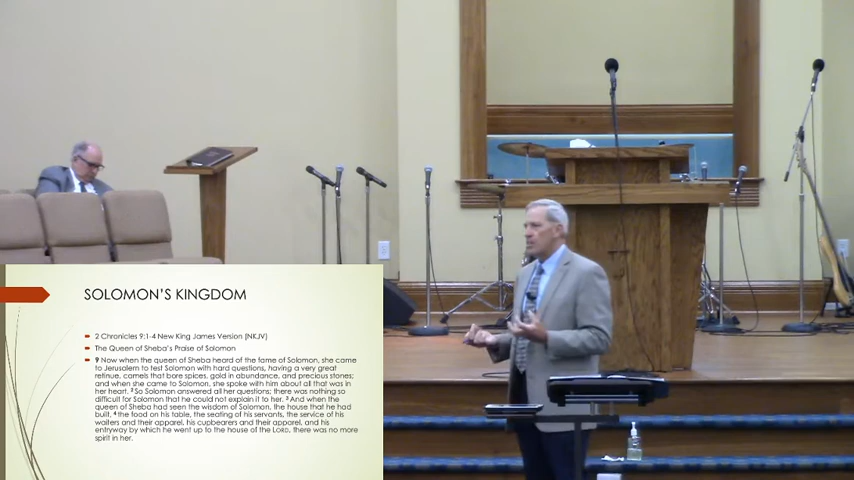 SOLOMON'S KINGDOM
2 Chronicles 9:1-4 New King James Version (NKJV)
The Queen of Sheba's Praise of Solomon
9 Now when the queen of Sheba heard of the fame of Solomon, she came
to Jerusalem to test Solomon with hard questions, having a very great
retinue, camels that bore spices, gold in abundance, and precious stones;
and when she came to Solomon, she spoke with him about all that was in
her heart. ² So Solomon answered all her questions; there was nothing so
difficult for Solomon that he could not explain it to her. ³ And when the
queen of Sheba had seen the wisdom of Solomon, the house that he had
built, ⁴ the food on his table, the seating of his servants, the service of his
waiters and their apparel, his cupbearers and their apparel, and his
entryway by which he went up to the house of the LORD, there was no more
spirit in her.